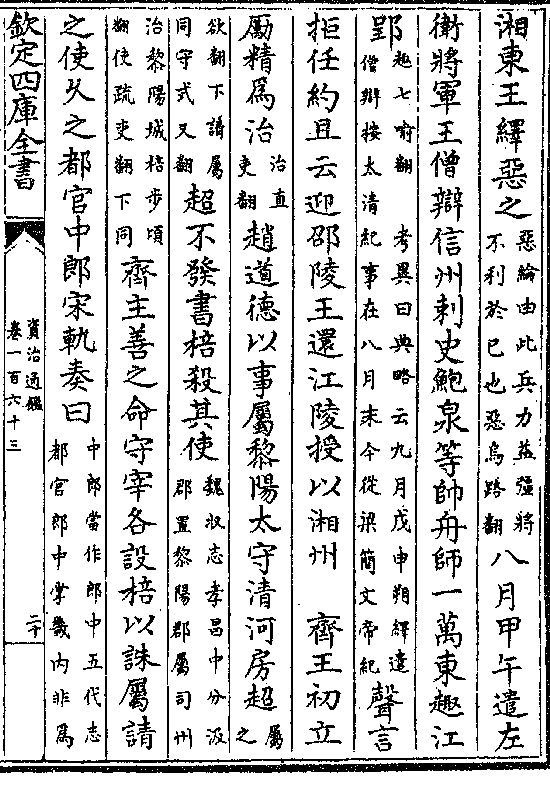 湘東王繹惡之惡綸由此兵力益彊將不利於已也惡烏路翻八月甲午遣左
衛將軍王僧辯信州刺史鮑泉等帥舟師一萬東趣江
郢趣七喻翻　考異曰典略云九月戊申朔繹遣僧辯按太清紀事在八月末今從梁簡文帝紀聲言
拒任約且云迎邵陵王還江陵授以湘州　齊王初立
勵精爲治治直吏翻趙道德以事屬黎陽太守清河房超屬之
欲翻下請屬同守式又翻超不發書棓殺其使魏收志孝昌中分汲郡置黎陽郡屬司州
治黎陽城棓步項翻使疏吏翻下同齊主善之命守宰各設棓以誅屬請
之使久之都官中郎宋軌奏曰中郎當作郎中五代志都官郎中掌畿内非爲
欽定四庫全書
資治通鑑
卷一百六十三
二十